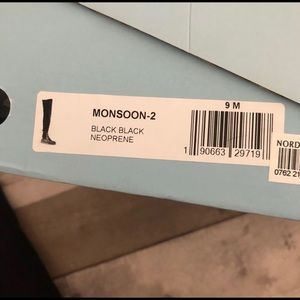 9 M
MONSOON-2
BLACK BLACK
NEOPRENE
1 90663 29719
NORD
0762 21